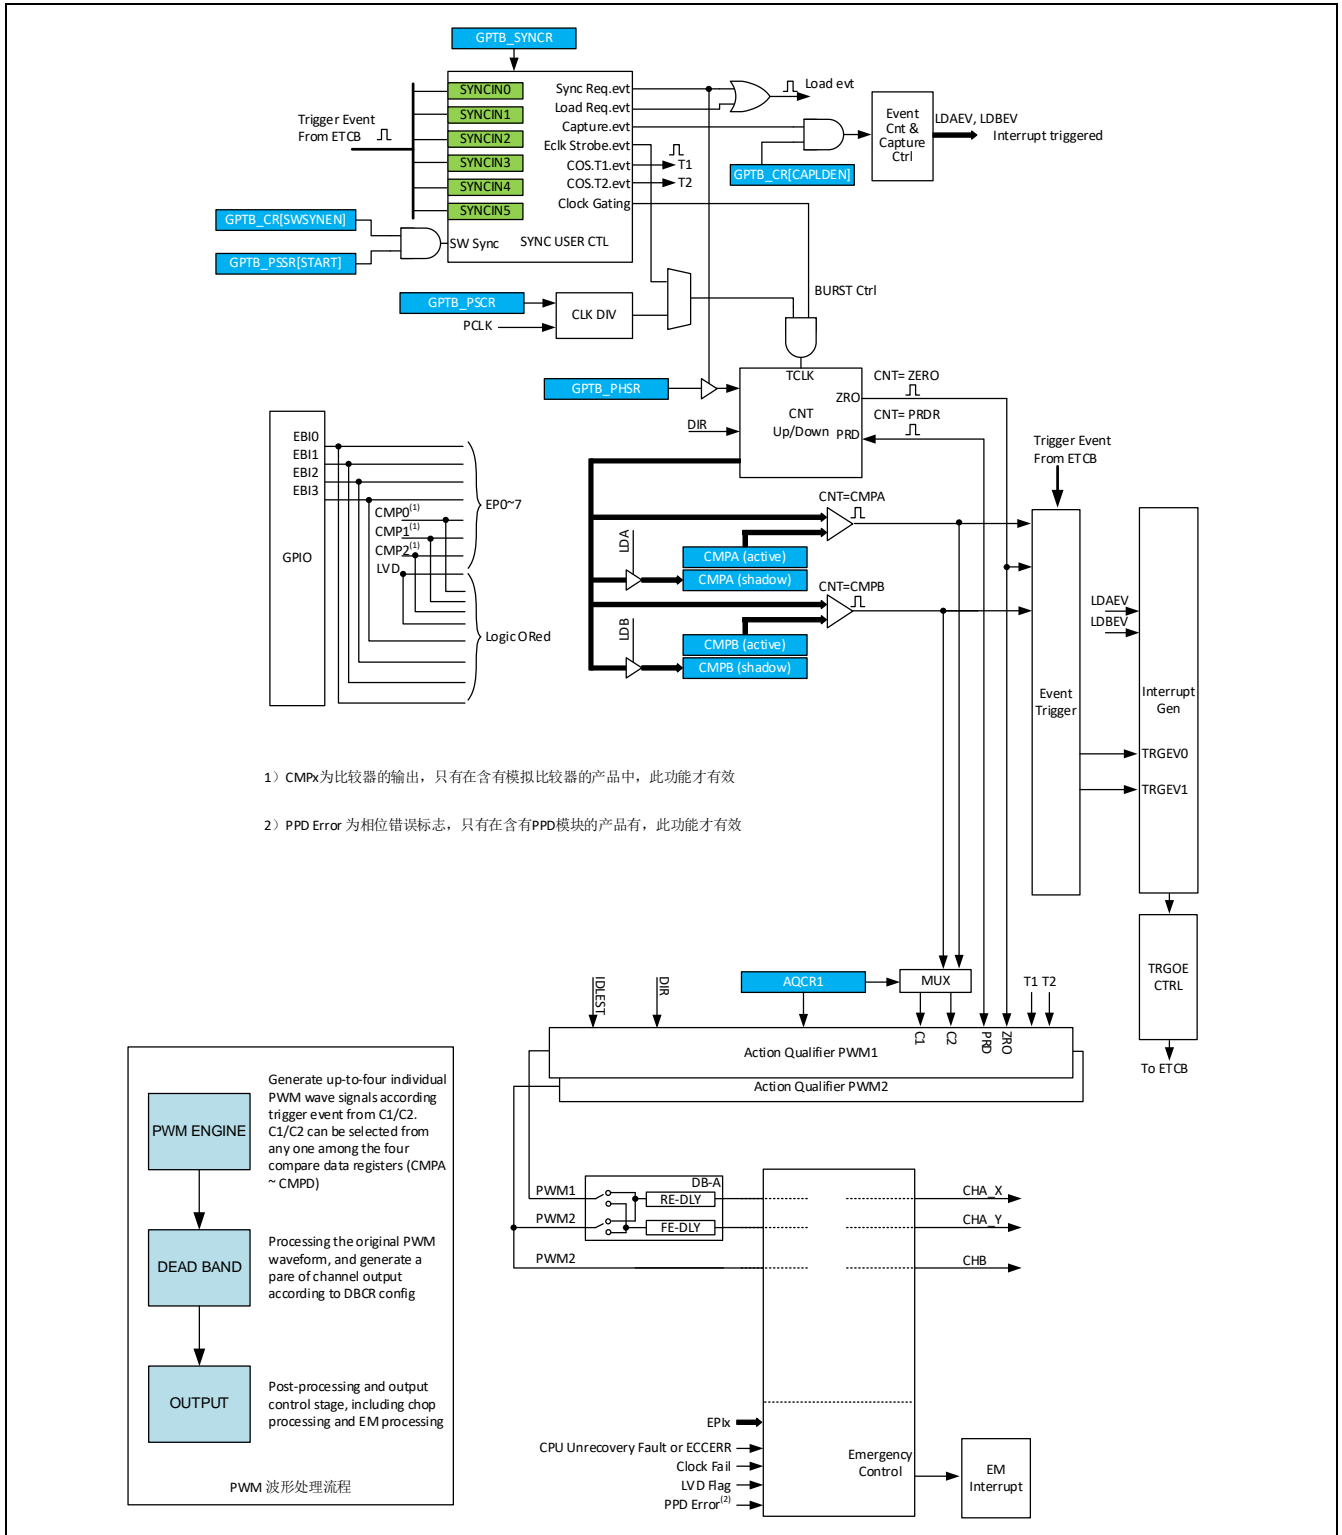 GPTB_SYNCR
Trigger Event
From ETCB
SYNCIN0
SYNCIN1
SYNCIN2
SYNCIN3
SYNCIN4
SYNCIN5
Sync Req.evt
Load Req.evt
Capture.evt
Eclk Strobe.evt
COS.T1.evt
COS.T2.evt
Clock Gating
SW Sync
SYNC USER CTL
Load evt
T1
T2
GPTB_CR[CAPLDEN]
Event
Cnt &
Capture
Ctrl
LDAEV, LDBEV
Interrupt triggered
GPTB_CR[SWSYNEN]
GPTB_PSSR[START]
GPTB_PSCR
PCLK
CLK DIV
BURST Ctrl
GPTB_PHSR
DIR
TCLK
ZRO
CNT
Up/Down
PRD
CNT= ZERO
CNT= PRDR
GPIO
EBI0
EBI1
EBI2
EBI3
CMP0(1)
CMP1(1)
CMP2(1)
LVD
EP0~7
Logic ORed
LDA
CMPA (active)
CMPA (shadow)
CNT=CMPA
LDB
CMPB (active)
CMPB (shadow)
CNT=CMPB
Trigger Event
From ETCB
Event
Trigger
LDAEV
LDBEV
Interrupt
Gen
TRGEV0
TRGEV1
TRGOE
CTRL
To ETCB
1）CMPx为比较器的输出，只有在含有模拟比较器的产品中，此功能才有效
2）PPD Error 为相位错误标志，只有在含有PPD模块的产品有，此功能才有效
IDLEST
DIR
AQCR1
MUX
T1 T2
C1
C2
PRD
ZRO
Action Qualifier PWM1
Action Qualifier PWM2
PWM1
PWM2
PWM2
DB-A
RE-DLY
FE-DLY
CHA_X
CHA_Y
CHB
EPIx
CPU Unrecovery Fault or ECCERR
Clock Fail
LVD Flag
PPD Error(2)
Emergency
Control
EM
Interrupt
PWM ENGINE
Generate up-to-four individual
PWM wave signals according
trigger event from C1/C2.
C1/C2 can be selected from
any one among the four
compare data registers (CMPA
~ CMPD)
DEAD BAND
Processing the original PWM
waveform, and generate a
pare of channel output
according to DBCR config
OUTPUT
Post-processing and output
control stage, including chop
processing and EM processing
PWM 波形处理流程